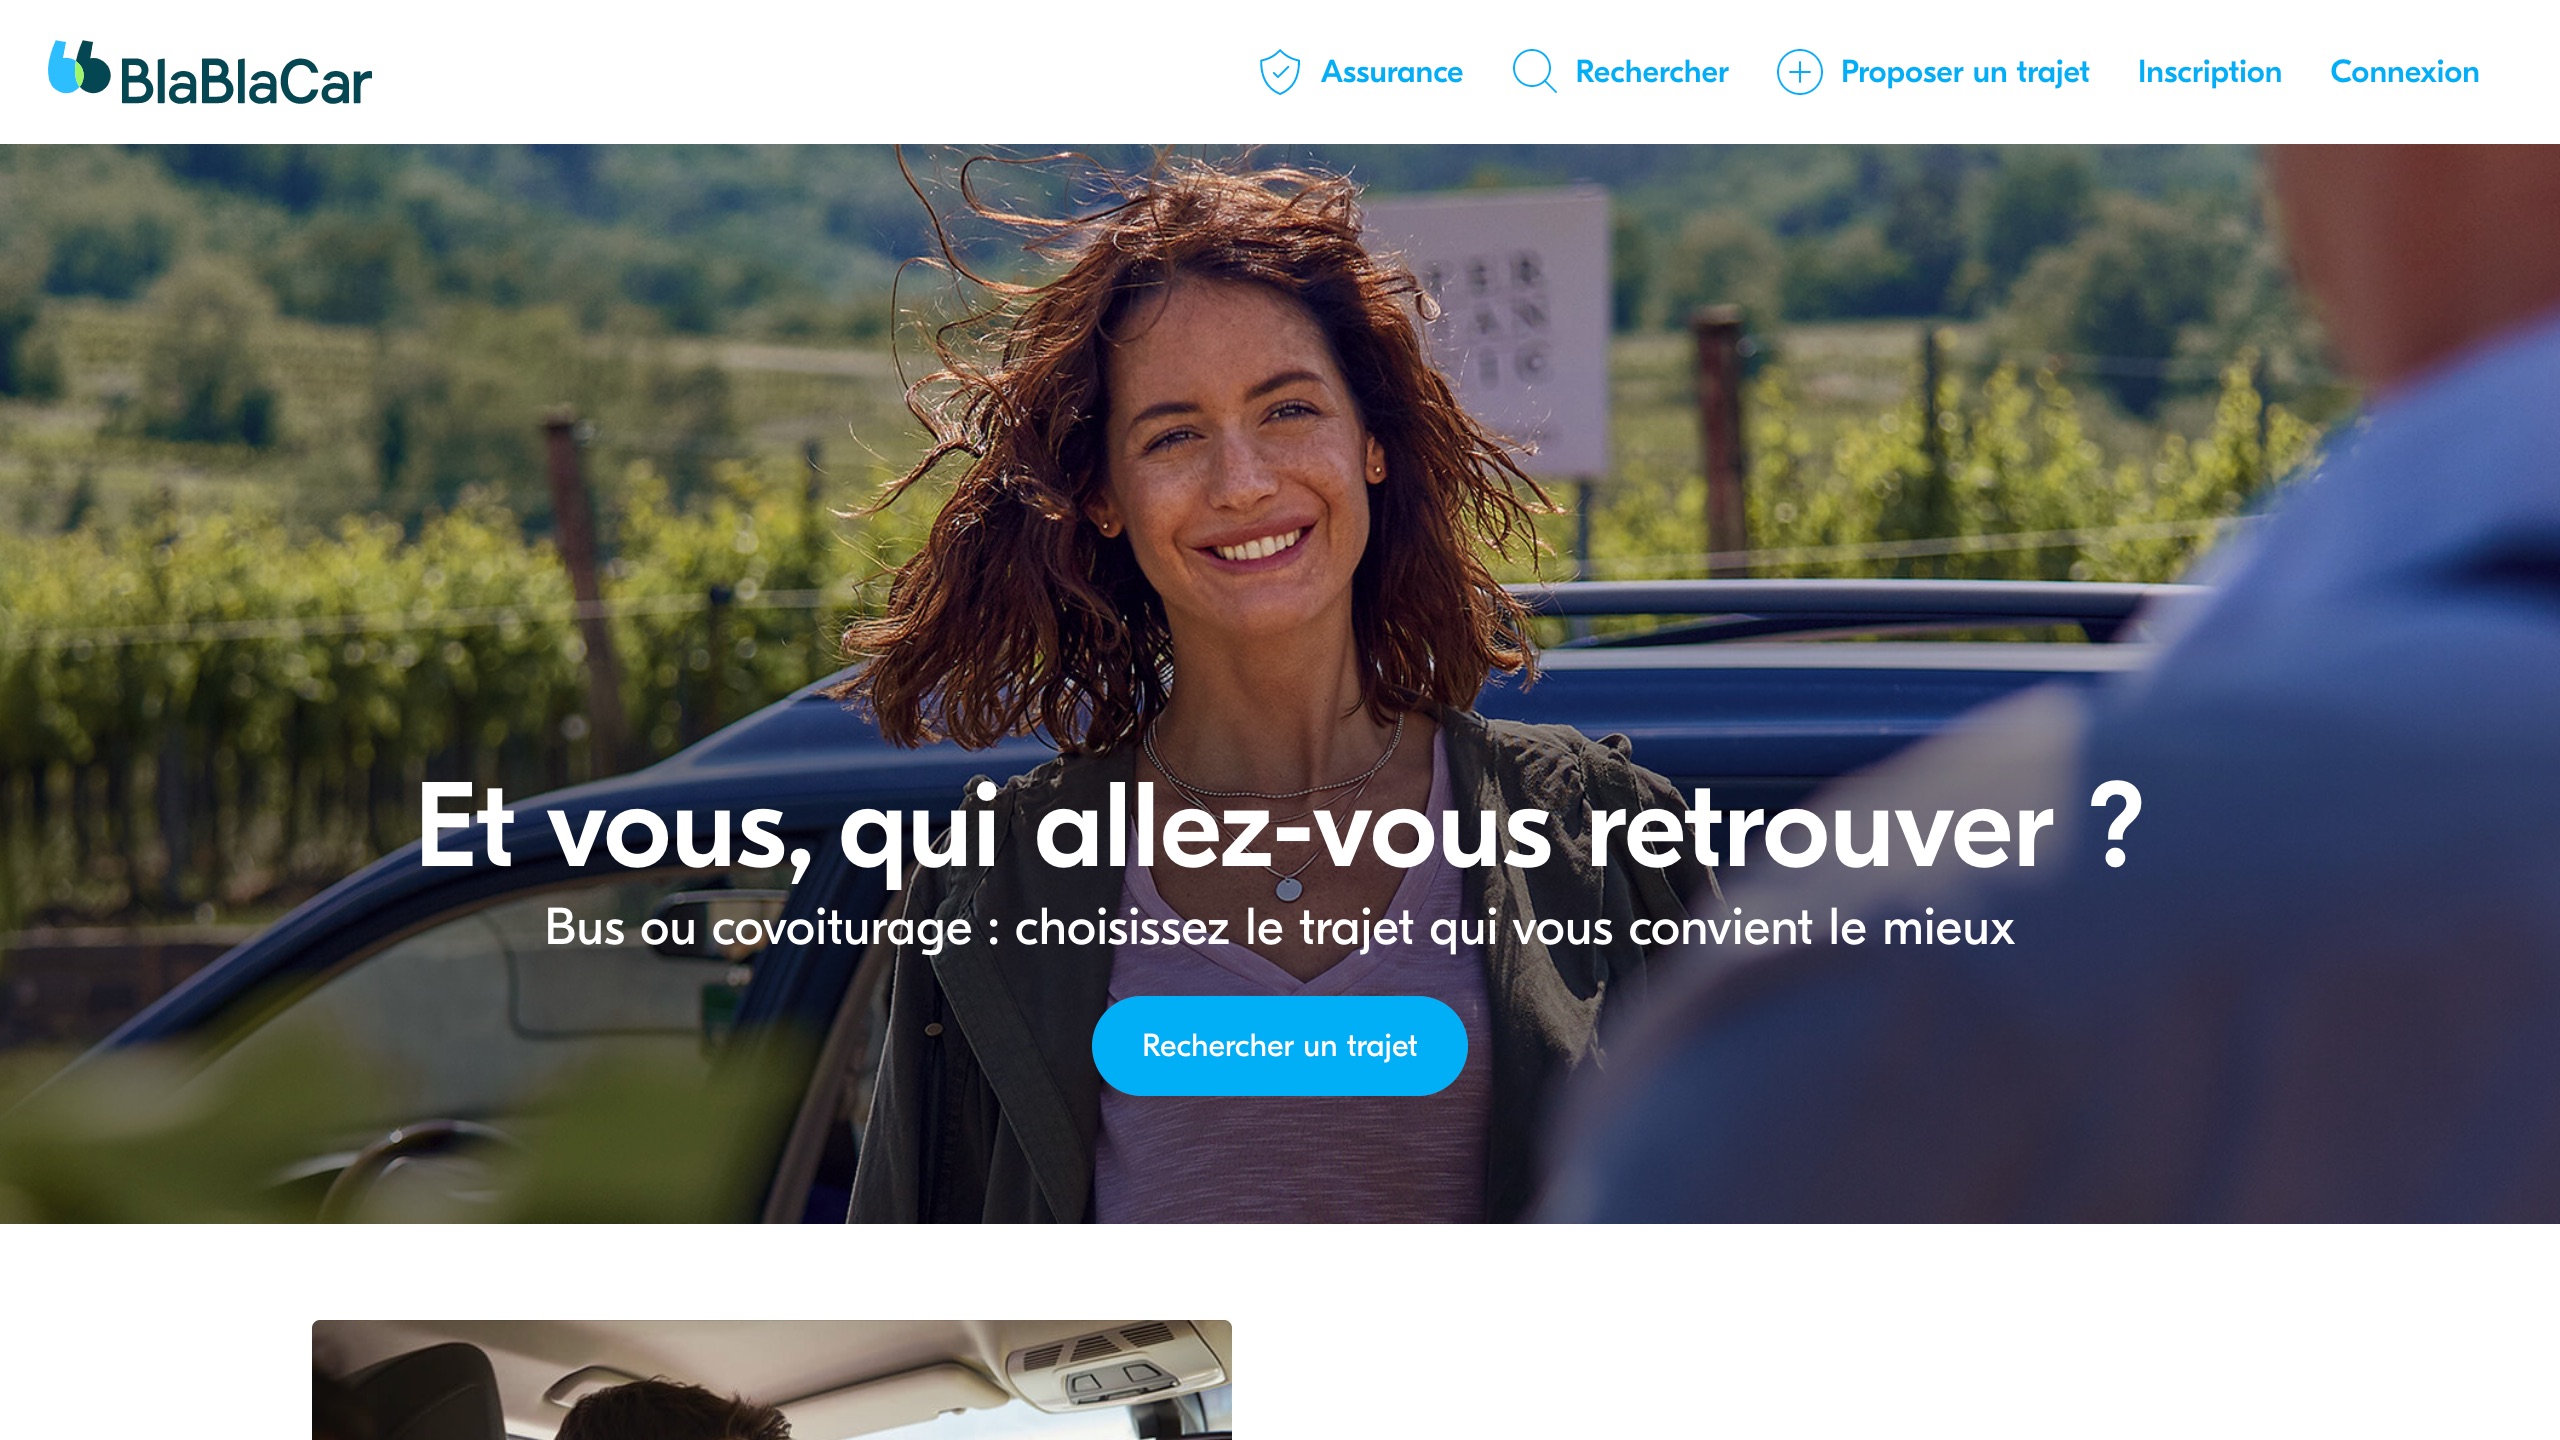 BlaBlaCar
Assurance
Rechercher
Proposer un trajet
Inscription
Connexion
Et vous, qui allez-vous retrouver ?
Bus ou covoiturage : choisissez le trajet qui vous convient le mieux
Rechercher un trajet